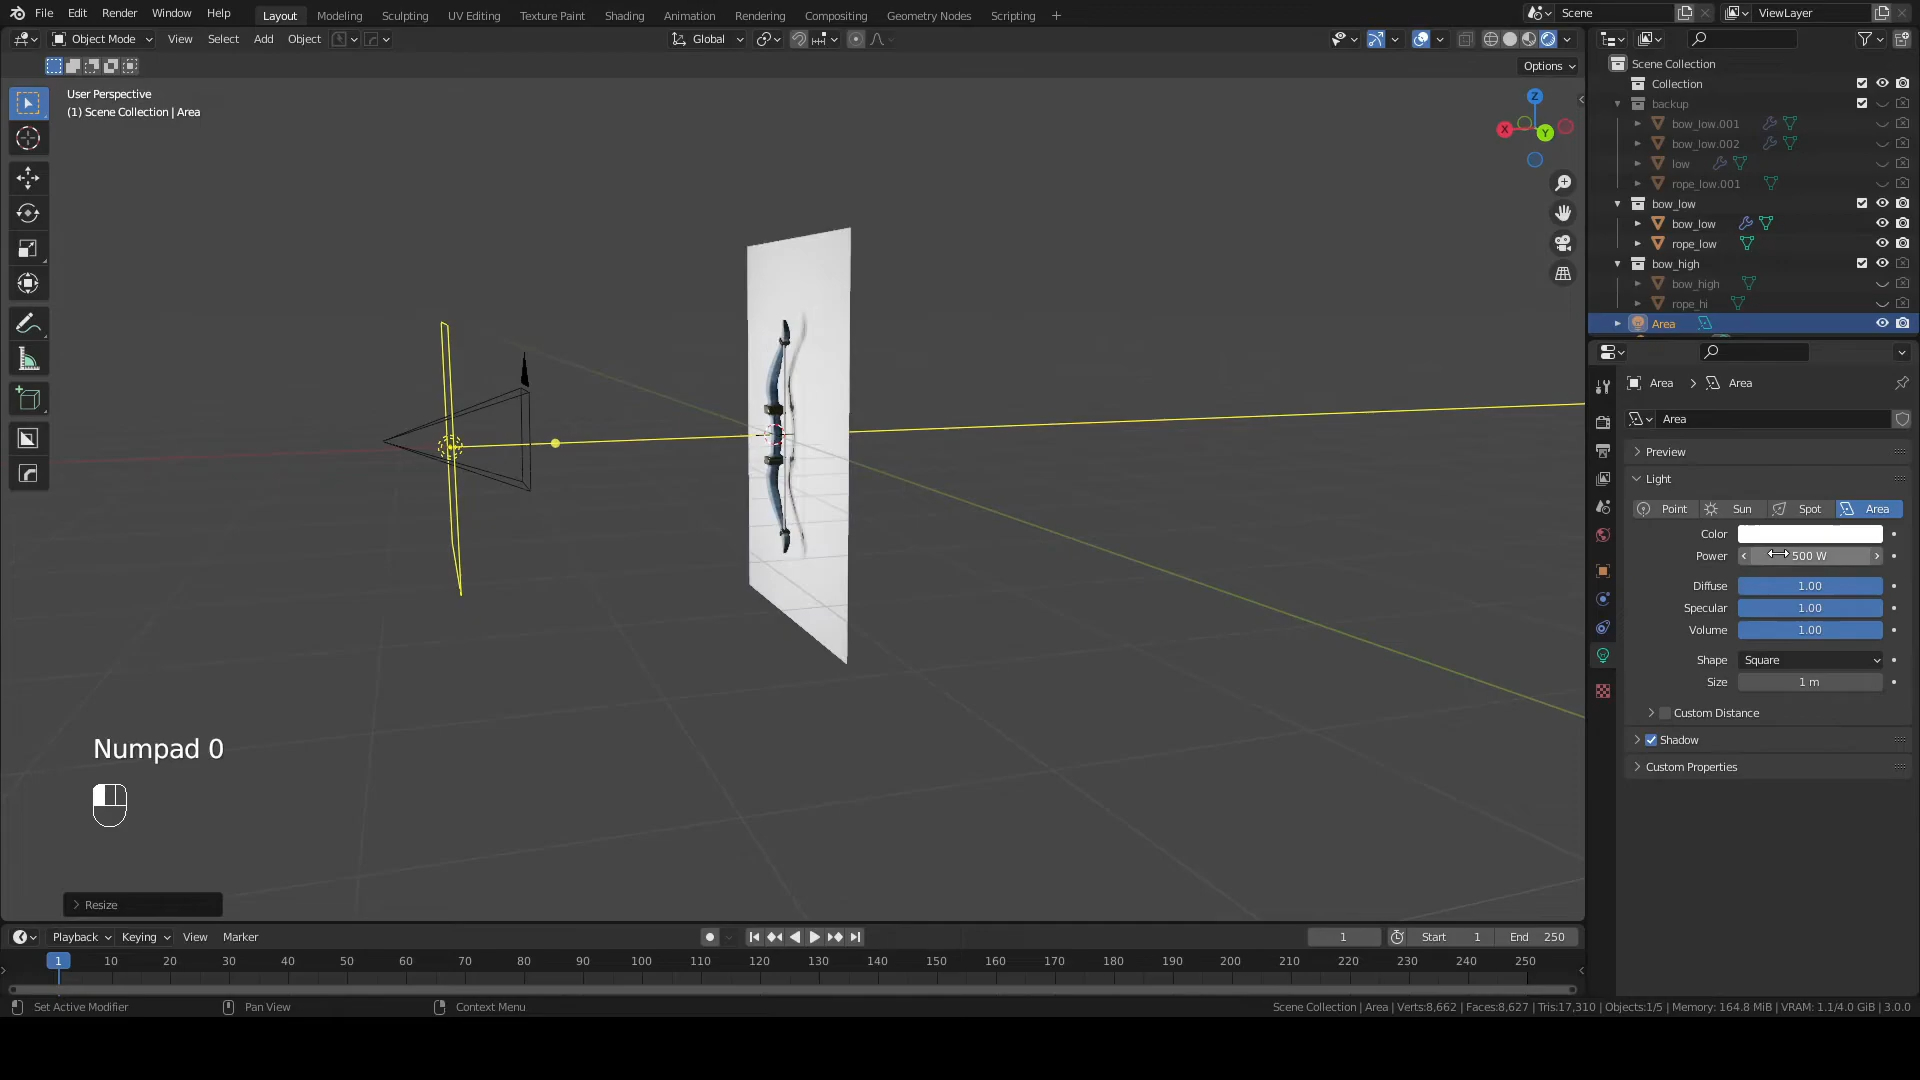 File Edit Render Window Help Layout Modeling Sculpting UV Editing Texture Paint Shading Animation Rendering Compositing Geometry Nodes Scripting + Scene ViewLayer
Object Mode View Select Add Object Global
Options
User Perspective
(1) Scene Collection | Area
Z
X
Y
Scene Collection
Collection
backup
bow_low.001
bow_low.002
low
rope_low.001
bow_low
bow_low
rope_low
bow_high
bow_high
rope_hi
Area
Area > Area
Area
Preview
Light
Point Sun Spot Area
Color
Power 500 W
Diffuse 1.00
Specular 1.00
Volume 1.00
Shape Square
Size 1 m
Custom Distance
Shadow
Custom Properties
Numpad 0
> Resize
Playback Keying View Marker 1 Start 1 End 250
1 10 20 30 40 50 60 70 80 90 100 110 120 130 140 150 160 170 180 190 200 210 220 230 240 250
Set Active Modifier Pan View Context Menu Scene Collection | Area | Verts:8,662 | Faces:8,627 | Tris:17,310 | Objects:1/5 | Memory: 164.8 MiB | VRAM: 1.1/4.0 GiB | 3.0.0